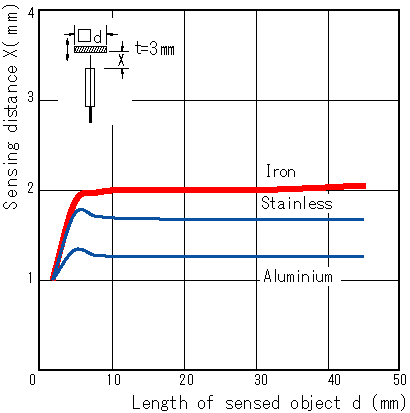 Sensing distance X(mm)
4
3
2
1
d
t=3mm
X
Iron
Stainless
Aluminium
0 10 20 30 40 50
Length of sensed object d (mm)